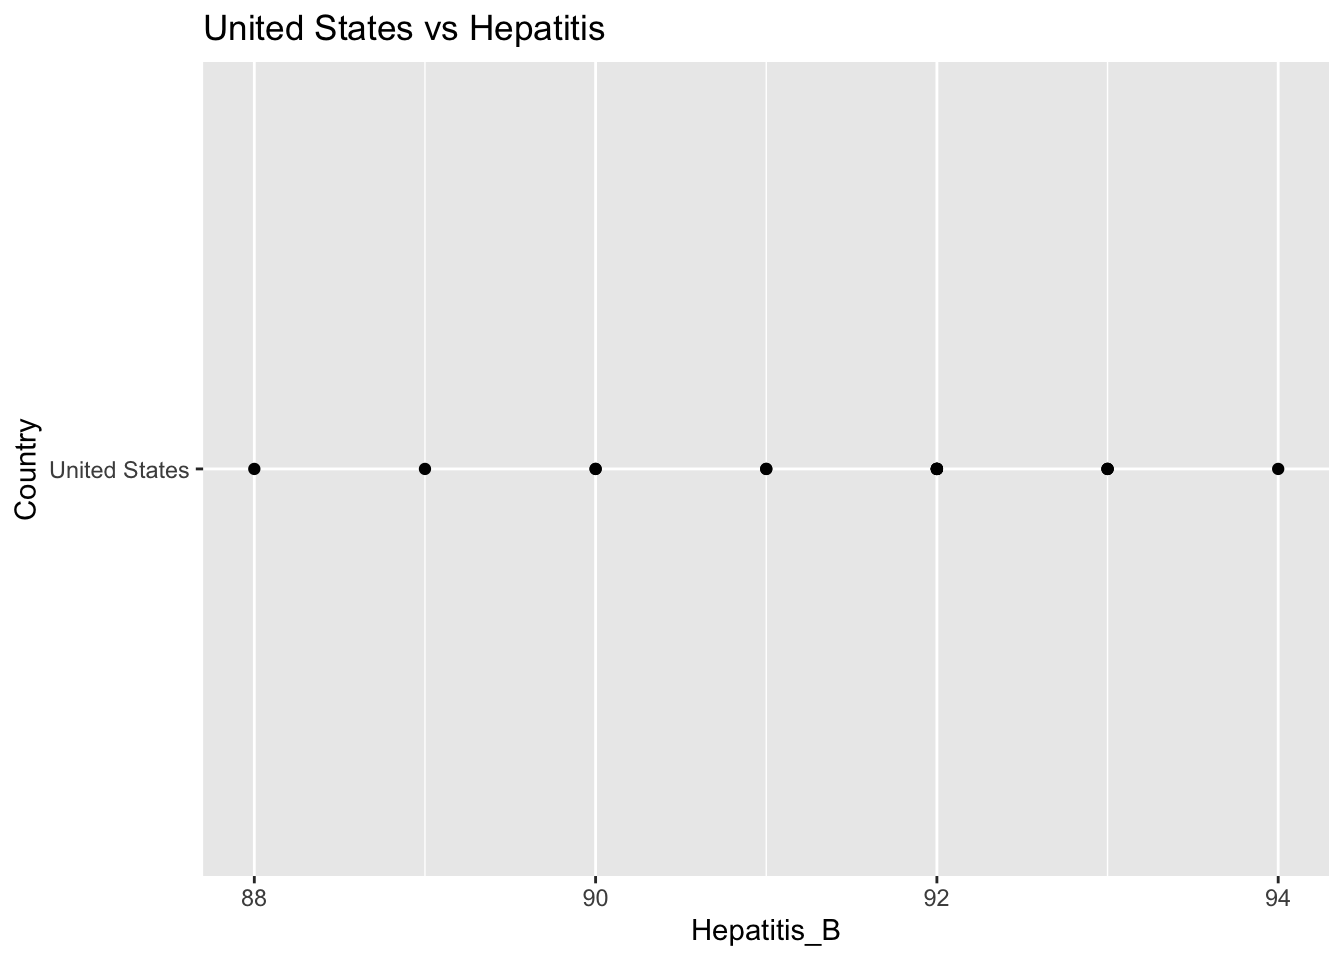 United States vs Hepatitis
Country
United States
88
90
92
94
Hepatitis_B